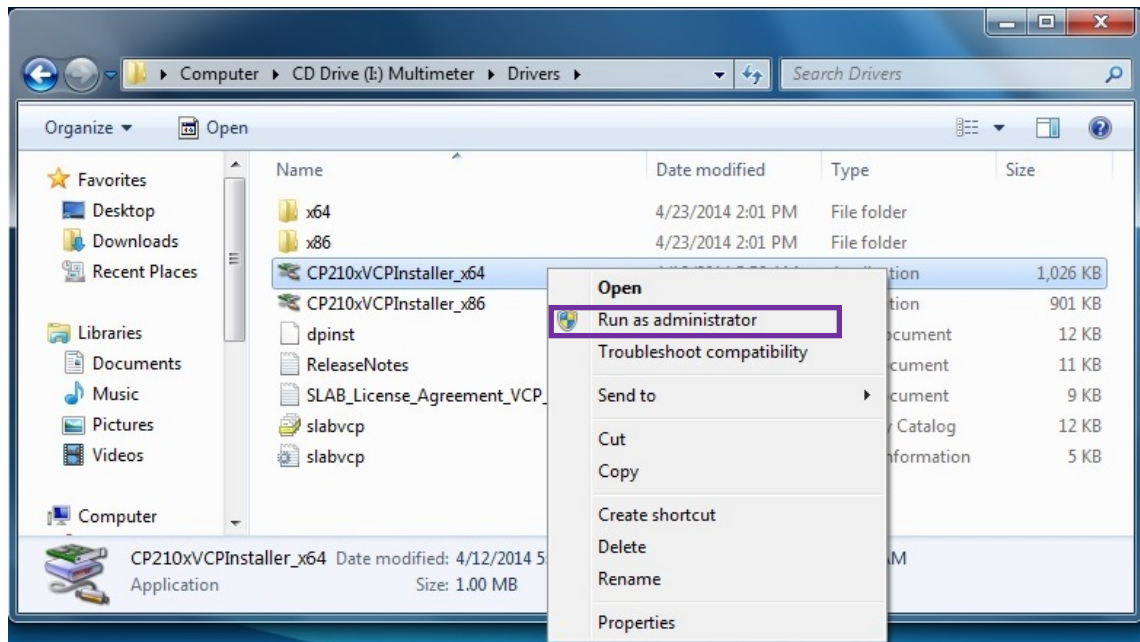 Computer ▸ CD Drive (I:) Multimeter ▸ Drivers ▸
Search Drivers
Organize Open
Name Date modified Type Size
Favorites
Desktop
Downloads
Recent Places
Libraries
Documents
Music
Pictures
Videos
Computer
x64 4/23/2014 2:01 PM File folder
x86 4/23/2014 2:01 PM File folder
CP210xVCPInstaller_x64 1,026 KB
CP210xVCPInstaller_x86 901 KB
dpinst 12 KB
ReleaseNotes 11 KB
SLAB_License_Agreement_VCP_ 9 KB
slabvcp Catalog 12 KB
slabvcp 5 KB
Open
Run as administrator
Troubleshoot compatibility
Send to
Cut
Copy
Create shortcut
Delete
Rename
Properties
CP210xVCPInstaller_x64 Date modified: 4/12/2014 5:
Application Size: 1.00 MB